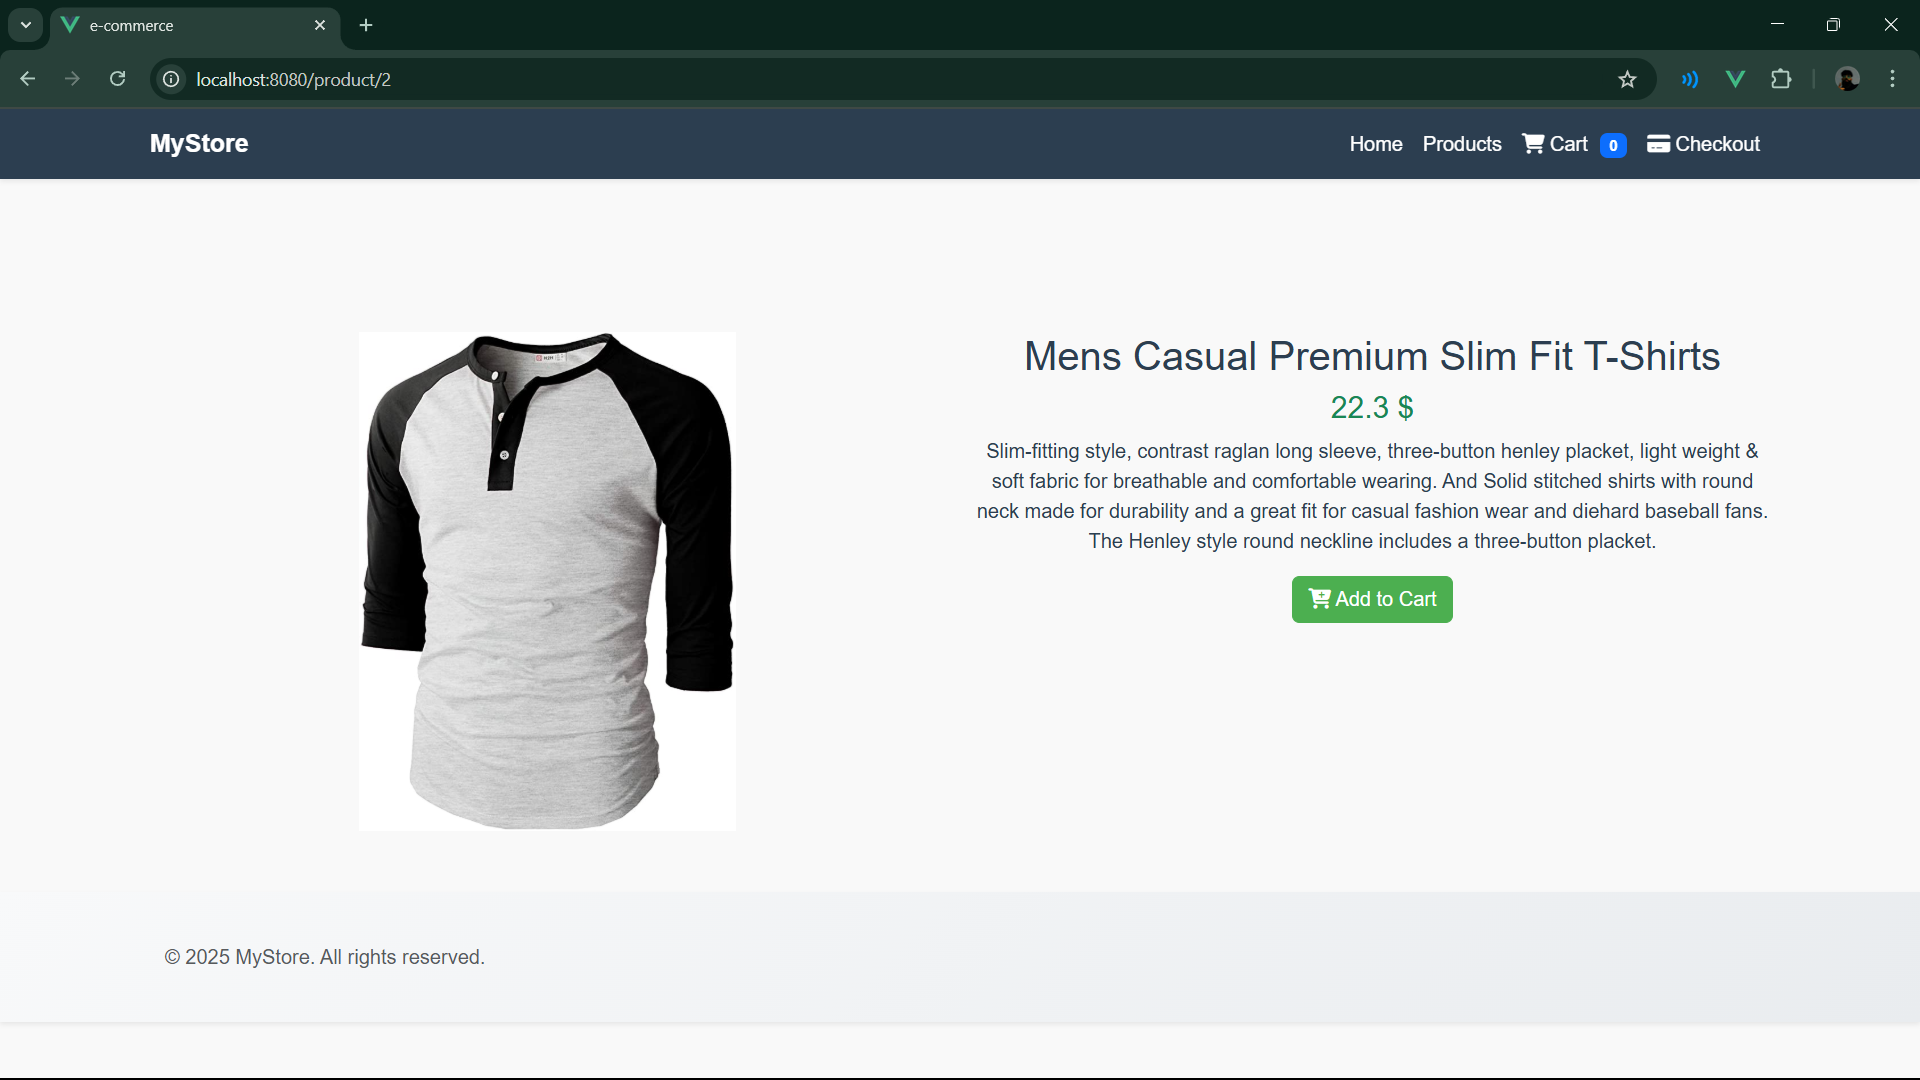 e-commerce
localhost:8080/product/2
MyStore
Home Products Cart 0 Checkout
Mens Casual Premium Slim Fit T-Shirts
22.3 $
Slim-fitting style, contrast raglan long sleeve, three-button henley placket, light weight &
soft fabric for breathable and comfortable wearing. And Solid stitched shirts with round
neck made for durability and a great fit for casual fashion wear and diehard baseball fans.
The Henley style round neckline includes a three-button placket.
Add to Cart
© 2025 MyStore. All rights reserved.